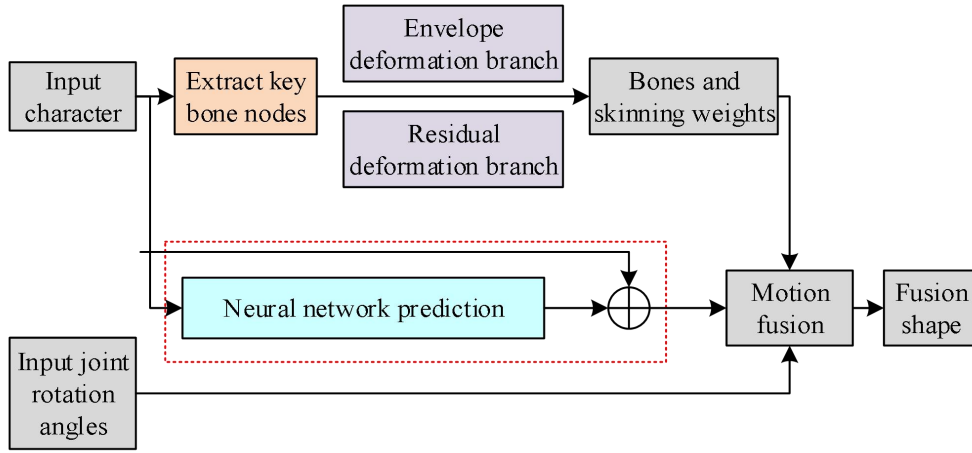 Envelope
deformation branch
Input
character
Extract key
bone nodes
Bones and
skinning weights
Residual
deformation branch
Neural network prediction
Motion
fusion
Fusion
shape
Input joint
rotation
angles